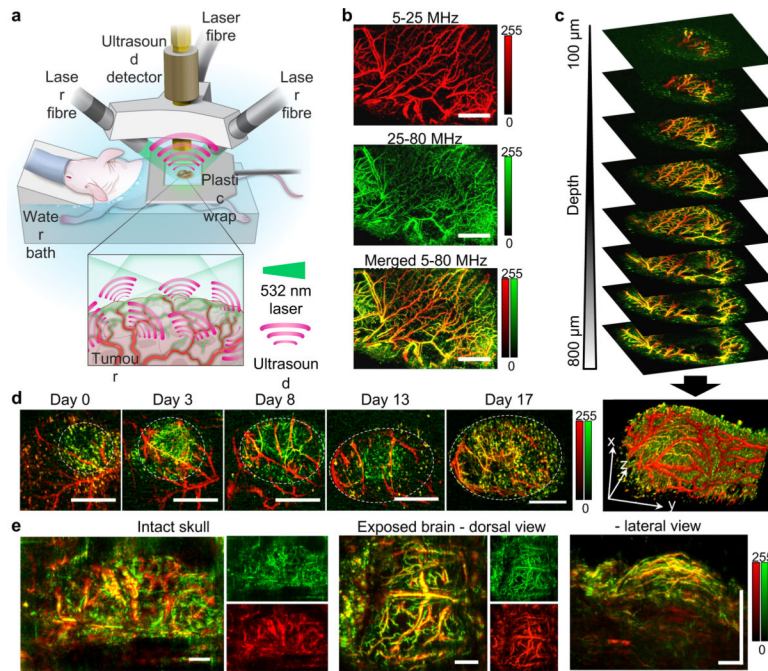 a
Laser
fibre
Ultrasoun
d
detector
Lase
r
fibre
Lase
r
fibre
Plasti
c
wrap
Wate
r
bath
532 nm
laser
Tumou
r
Ultrasoun
d
b
5-25 MHz
255
0
25-80 MHz
255
0
Merged 5-80
255
0
c
100 µm
Depth
800 µm
x
z
y
d
Day 0
Day 3
Day 8
Day 13
Day 17
255
0
e
Intact skull
Exposed brain - dorsal view
- lateral view
255
0